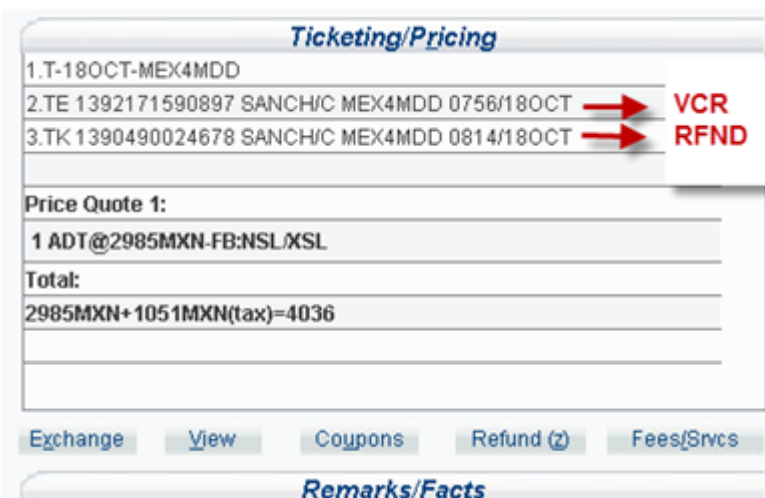 Ticketing/Pricing
1.T-18OCT-MEX4MDD
2.TE 1392171590897 SANCH/C MEX4MDD 0756/18OCT VCR
3.TK 1390490024678 SANCH/C MEX4MDD 0814/18OCT RFND
Price Quote 1:
1 ADT@2985MXN-FB:NSL/XSL
Total:
2985MXN+1051MXN(tax)=4036
Exchange View Coupons Refund (z) Fees/Srvcs
Remarks/Facts